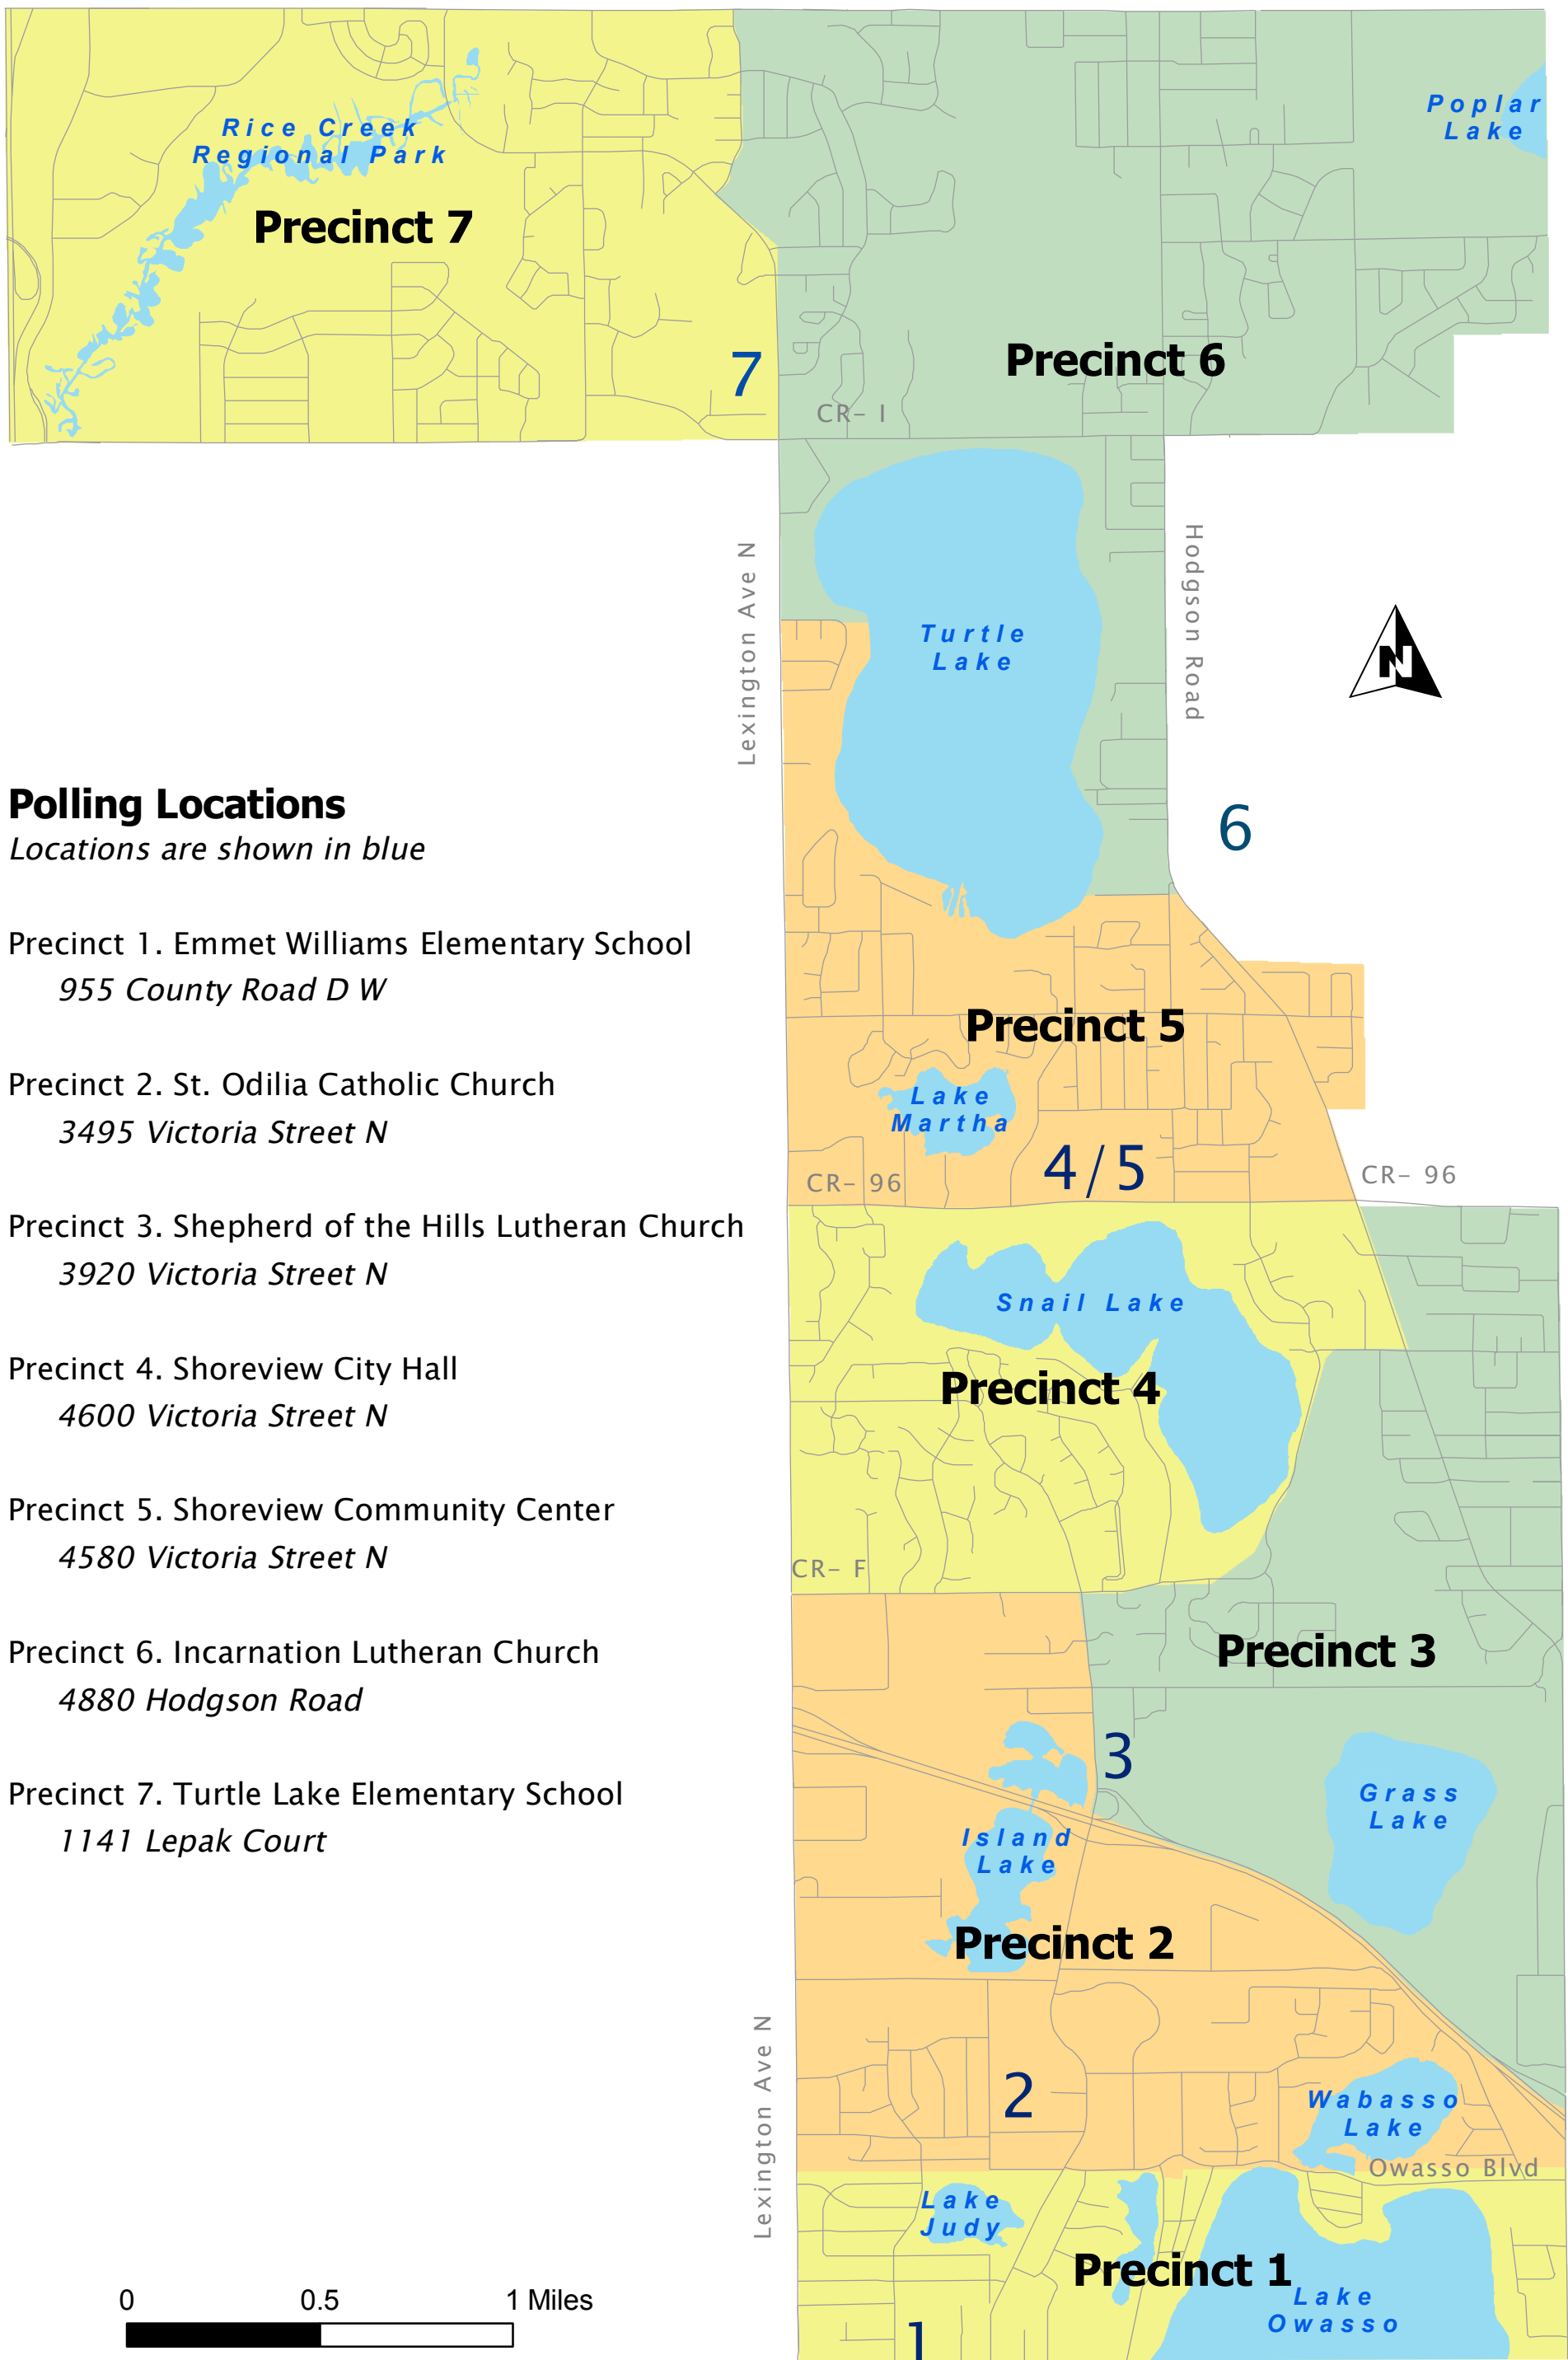 Rice Creek
Regional Park
Poplar
Lake
Precinct 7
Precinct 6
7
CR- I
Lexington Ave N
Hodgson Road
Turtle
Lake
N
6
Polling Locations
Locations are shown in blue
Precinct 1. Emmet Williams Elementary School
955 County Road D W
Precinct 2. St. Odilia Catholic Church
3495 Victoria Street N
Precinct 3. Shepherd of the Hills Lutheran Church
3920 Victoria Street N
Precinct 4. Shoreview City Hall
4600 Victoria Street N
Precinct 5. Shoreview Community Center
4580 Victoria Street N
Precinct 6. Incarnation Lutheran Church
4880 Hodgson Road
Precinct 7. Turtle Lake Elementary School
1141 Lepak Court
Precinct 5
Lake
Martha
4/5
CR- 96
CR- 96
Snail Lake
Precinct 4
CR- F
Precinct 3
3
Grass
Lake
Island
Lake
Precinct 2
Lexington Ave N
2
Wabasso
Lake
Owasso Blvd
Lake
Judy
Precinct 1
Lake
Owasso
1
0 0.5 1 Miles